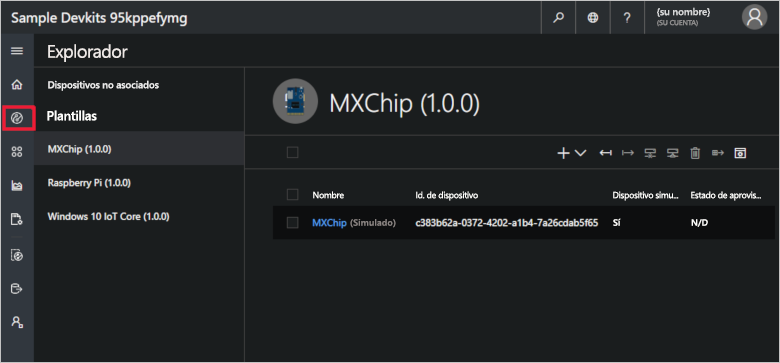 Sample Devkits 95kppefymg
?
(su nombre)
(SU CUENTA)
Explorador
Dispositivos no asociados
Plantillas
MXChip (1.0.0)
Raspberry Pi (1.0.0)
Windows 10 IoT Core (1.0.0)
MXChip (1.0.0)
Nombre Id. de dispositivo Dispositivo simu... Estado de aprovis...
MXChip (Simulado) c383b62a-0372-4202-a1b4-7a26cdab5f65 Sí N/D